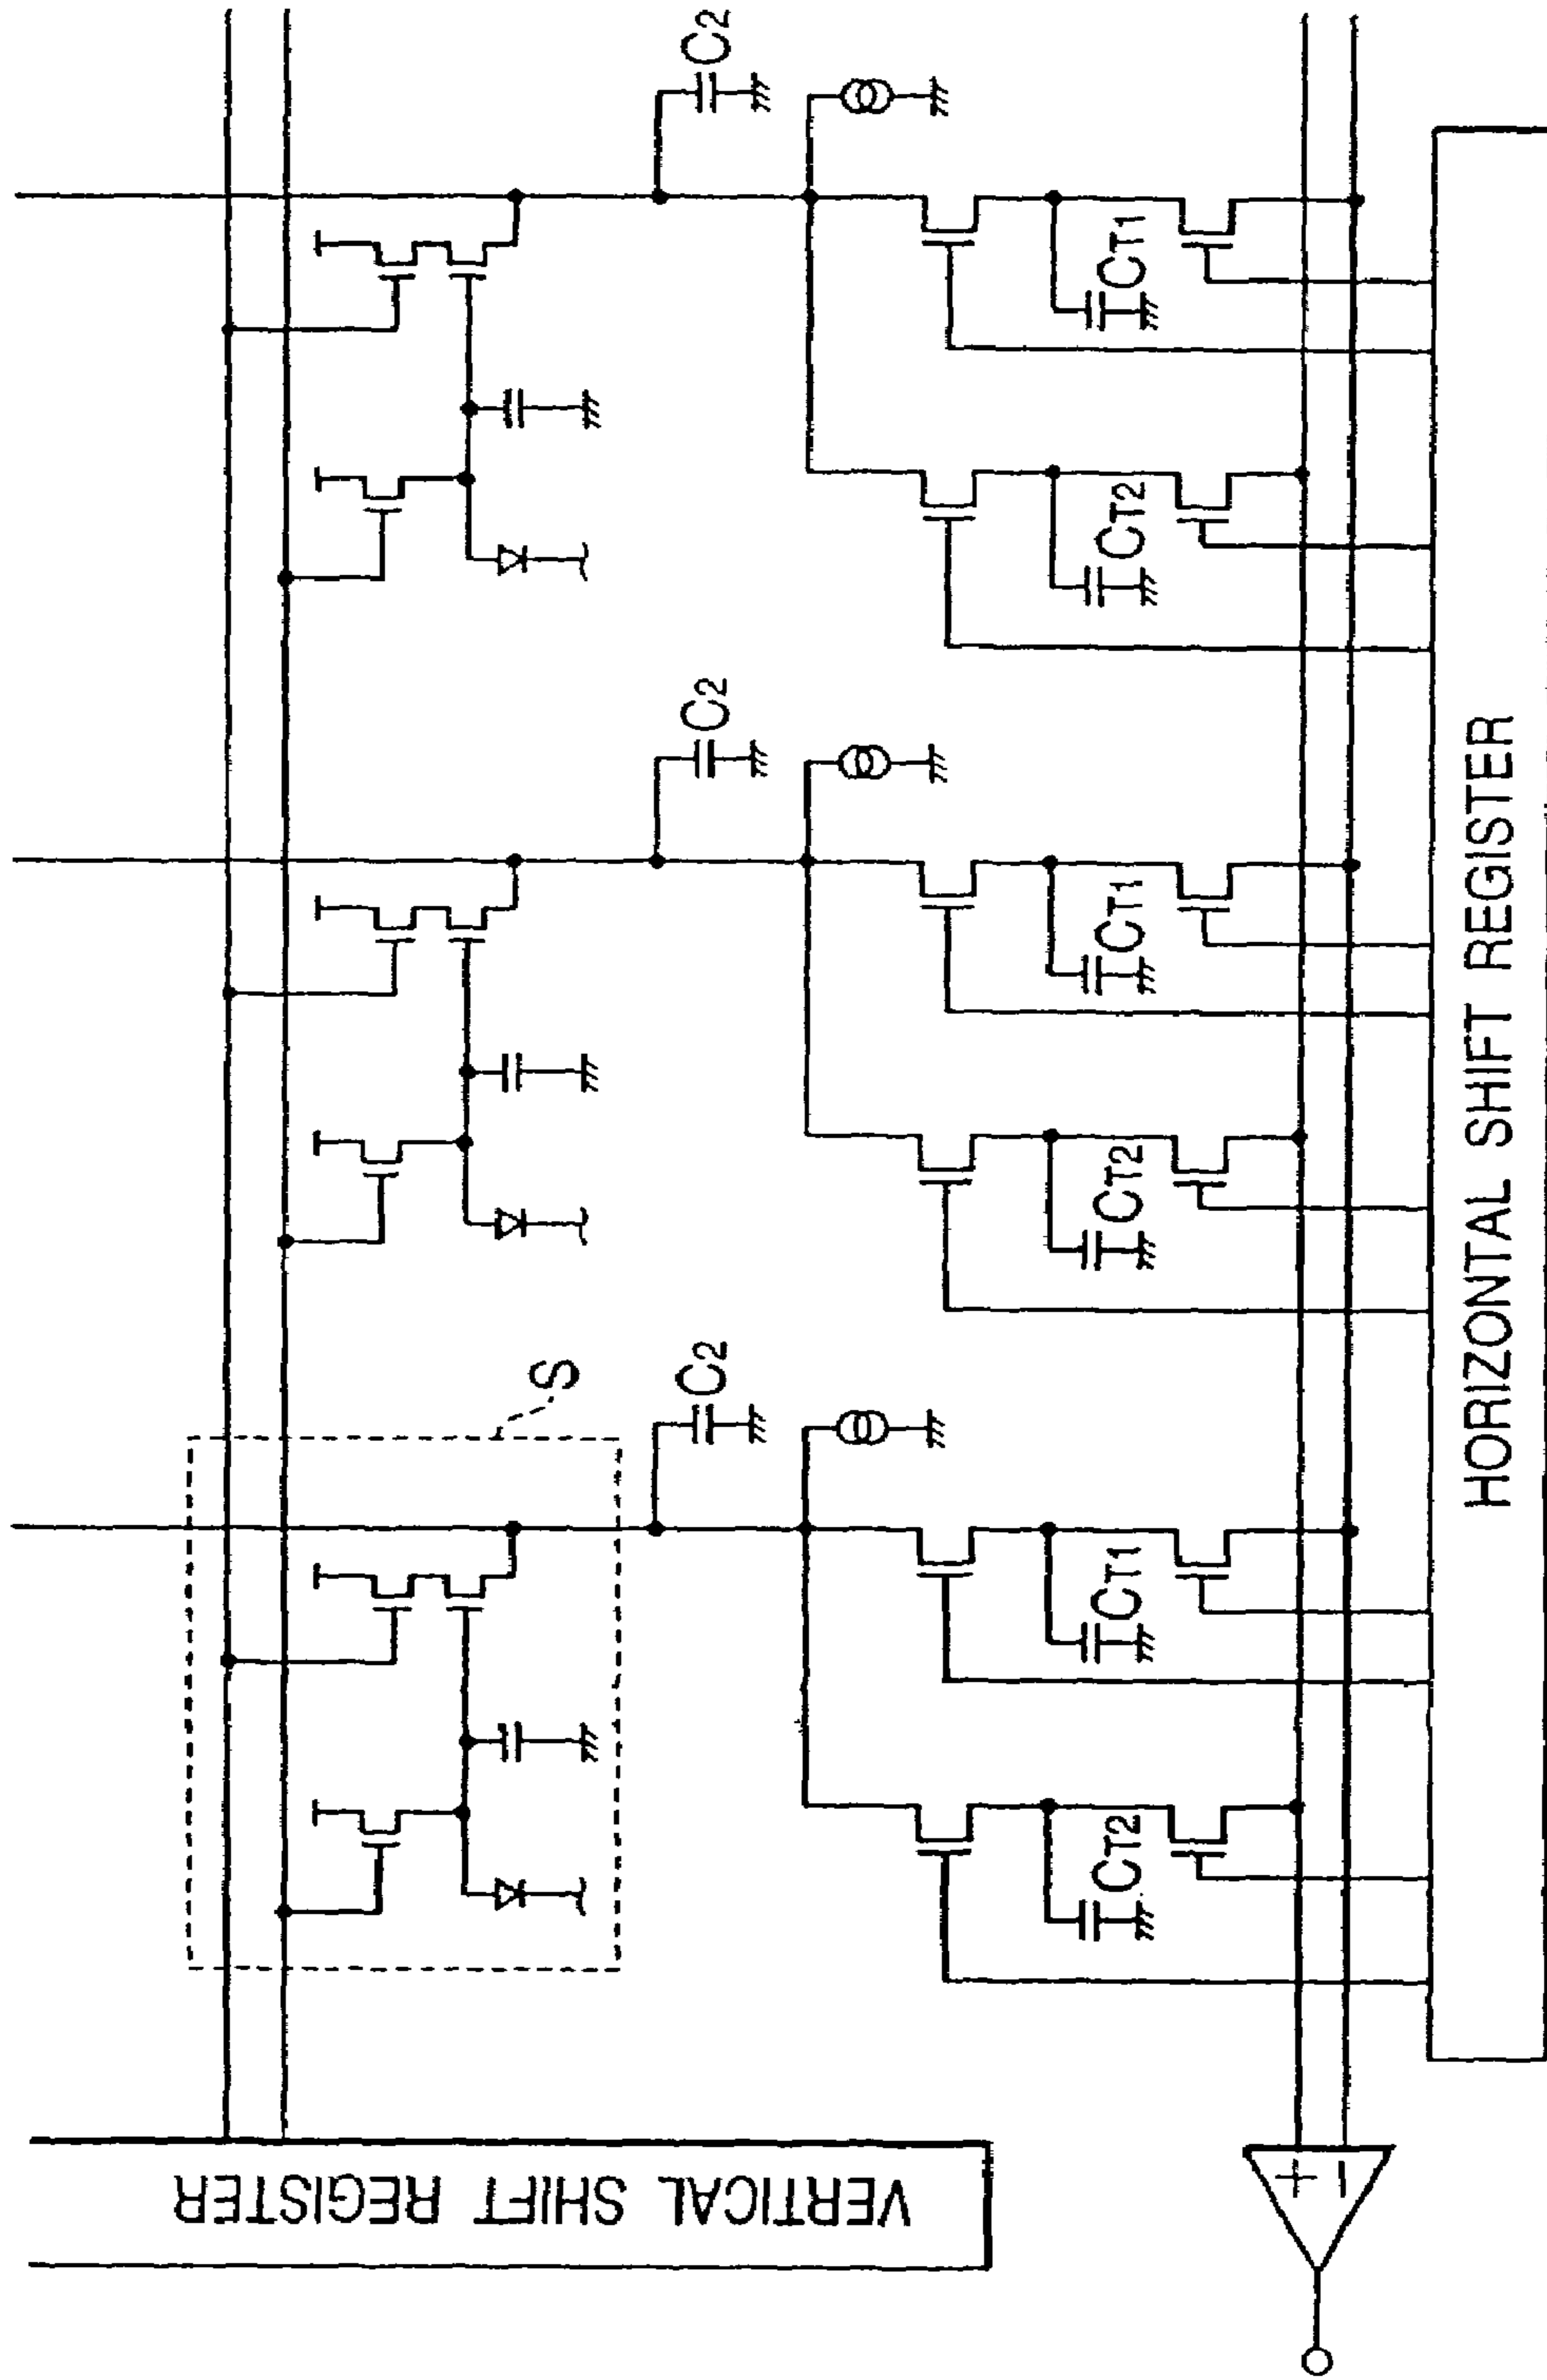 S
C2
C2
C2
CT2
CT1
CT2
CT1
CT2
CT1
VERTICAL SHIFT REGISTER
+
−
HORIZONTAL SHIFT REGISTER